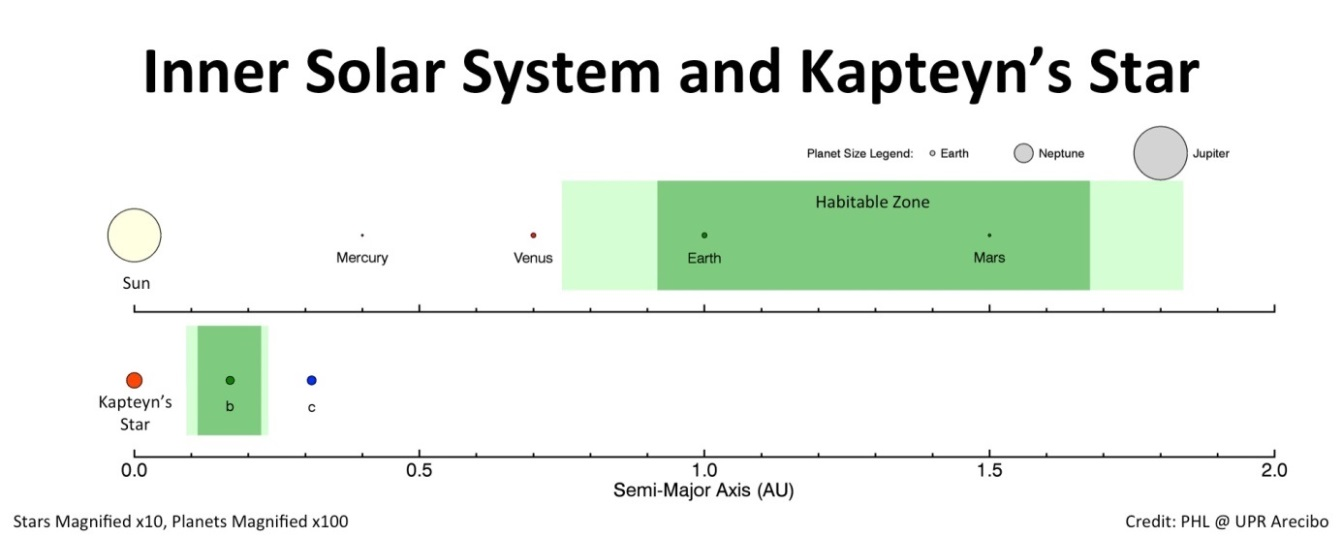 Inner Solar System and Kapteyn’s Star
Planet Size Legend: Earth Neptune Jupiter
Habitable Zone
Sun Mercury Venus Earth Mars
Kapteyn’s
Star
b c
0.0 0.5 1.0 1.5 2.0
Semi-Major Axis (AU)
Stars Magnified x10, Planets Magnified x100
Credit: PHL @ UPR Arecibo